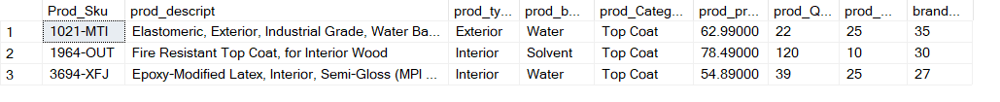 Prod_Sku prod_descript prod_ty... prod_b... prod_Categ... prod_pr... prod_Q... prod_... brand...
1 1021-MTI Elastomeric, Exterior, Industrial Grade, Water Ba... Exterior Water Top Coat 62.99000 22 25 35
2 1964-OUT Fire Resistant Top Coat, for Interior Wood Interior Solvent Top Coat 78.49000 120 10 30
3 3694-XFJ Epoxy-Modified Latex, Interior, Semi-Gloss (MPI ... Interior Water Top Coat 54.89000 39 25 27